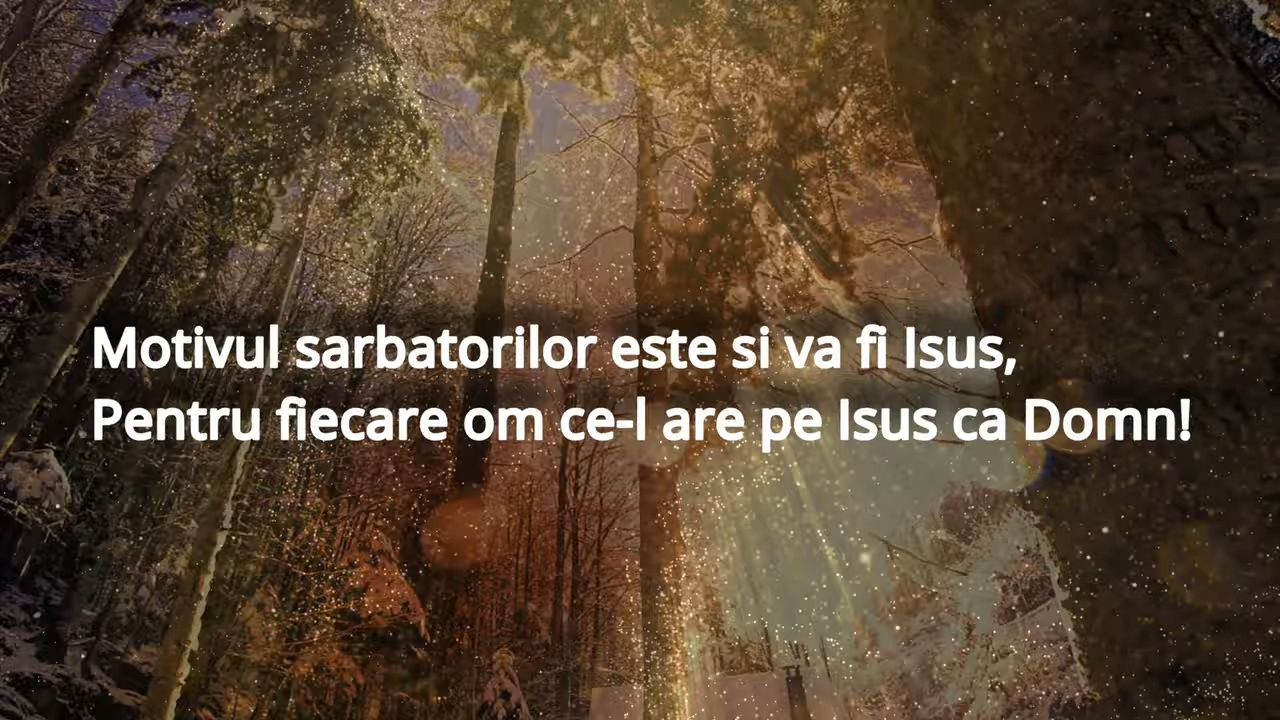 Motivul sarbatorilor este si va fi Isus,
Pentru fiecare om ce-l are pe Isus ca Domn!